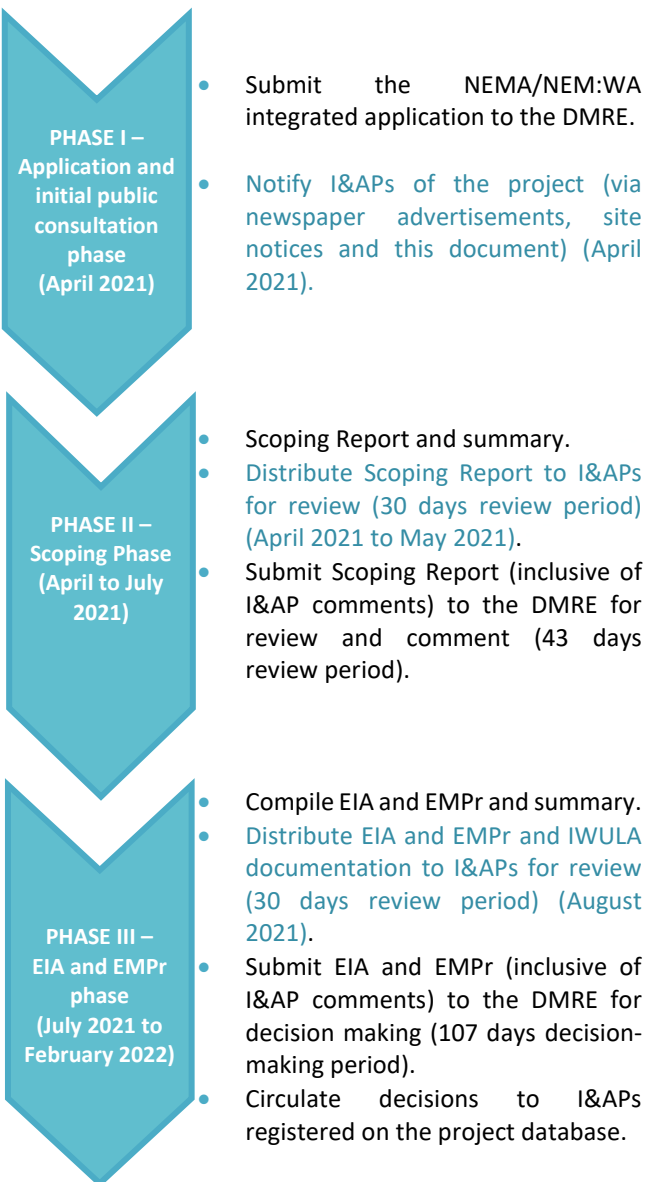 PHASE I –
Application and
initial public
consultation
phase
(April 2021)
• Submit the NEMA/NEM:WA
integrated application to the DMRE.
• Notify I&APs of the project (via
newspaper advertisements, site
notices and this document) (April
2021).
PHASE II –
Scoping Phase
(April to July
2021)
• Scoping Report and summary.
• Distribute Scoping Report to I&APs
for review (30 days review period)
(April 2021 to May 2021).
• Submit Scoping Report (inclusive of
I&AP comments) to the DMRE for
review and comment (43 days
review period).
PHASE III –
EIA and EMPr
phase
(July 2021 to
February 2022)
• Compile EIA and EMPr and summary.
• Distribute EIA and EMPr and IWULA
documentation to I&APs for review
(30 days review period) (August
2021).
• Submit EIA and EMPr (inclusive of
I&AP comments) to the DMRE for
decision making (107 days decision-
making period).
• Circulate decisions to I&APs
registered on the project database.